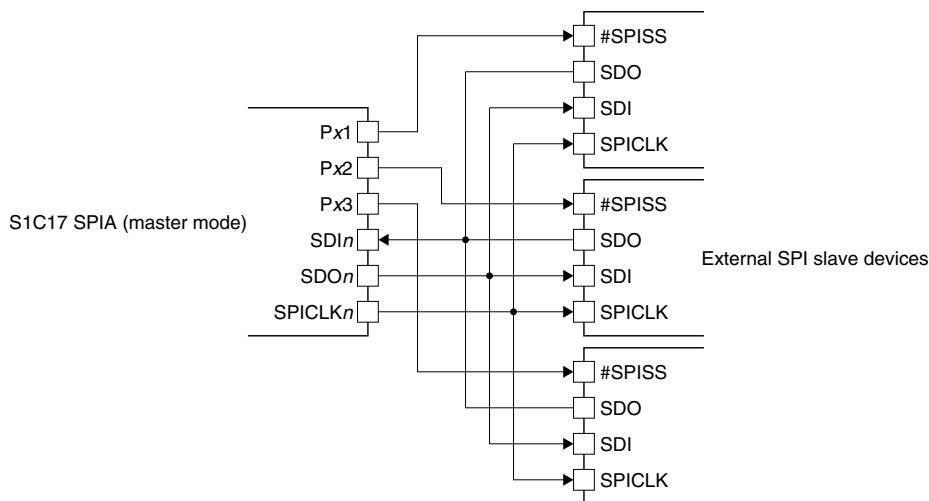 S1C17 SPIA (master mode)
Px1
Px2
Px3
SDIn
SDOn
SPICLKn
#SPISS
SDO
SDI
SPICLK
#SPISS
SDO
SDI
SPICLK
#SPISS
SDO
SDI
SPICLK
External SPI slave devices